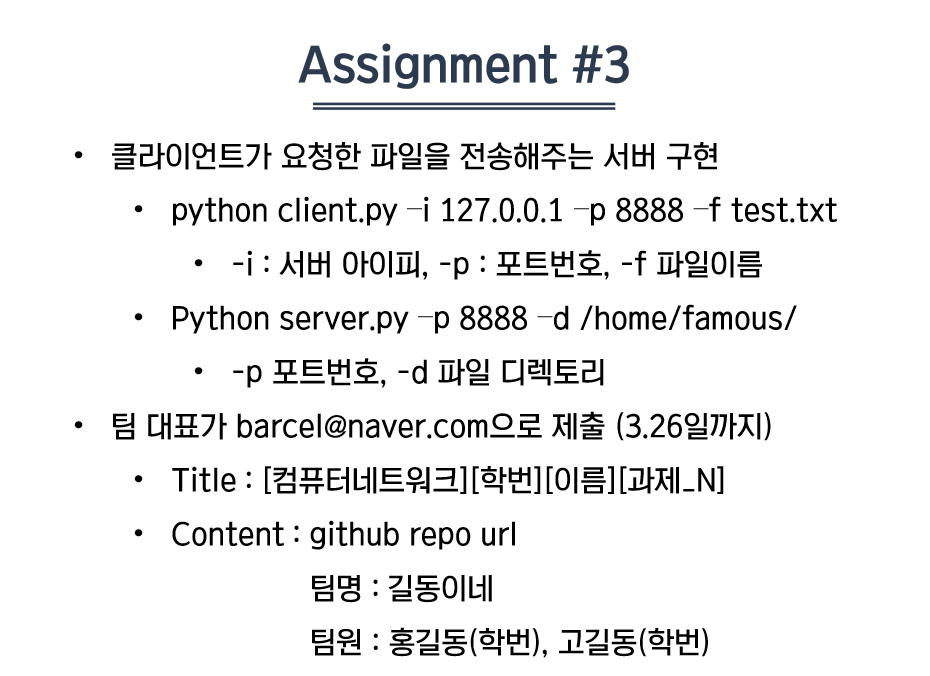 Assignment #3
• 클라이언트가 요청한 파일을 전송해주는 서버 구현
• python client.py –i 127.0.0.1 –p 8888 –f test.txt
• -i : 서버 아이피, -p : 포트번호, -f 파일이름
• Python server.py –p 8888 –d /home/famous/
• -p 포트번호, -d 파일 디렉토리
• 팀 대표가 barcel@naver.com으로 제출 (3.26일까지)
• Title : [컴퓨터네트워크][학번][이름][과제_N]
• Content : github repo url
팀명 : 길동이네
팀원 : 홍길동(학번), 고길동(학번)